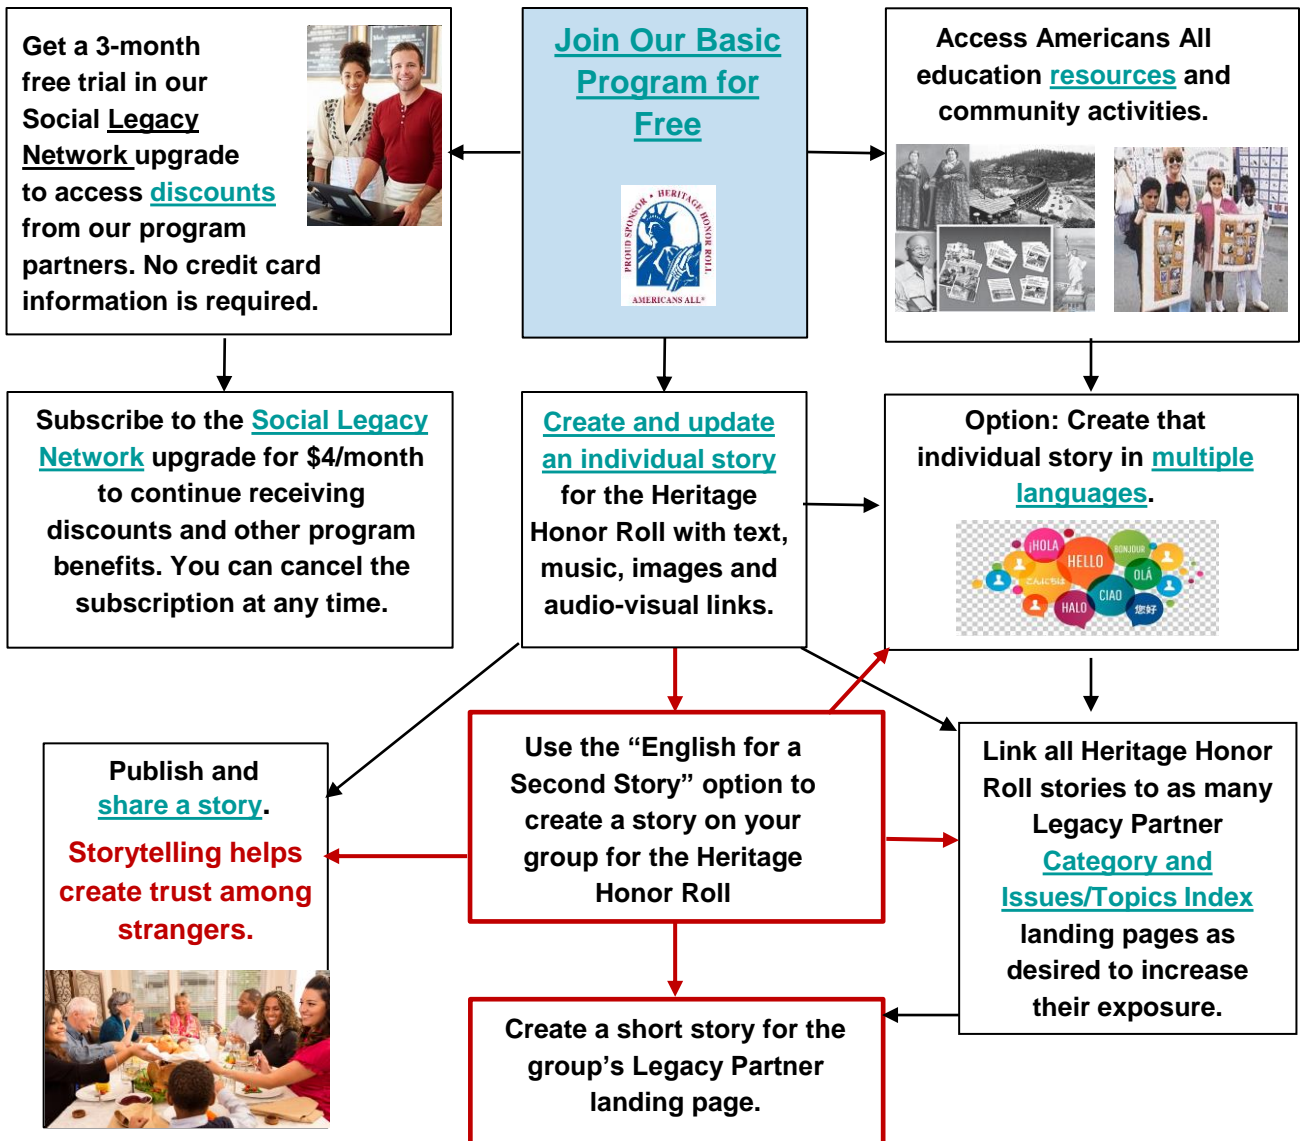 Get a 3-month
free trial in our
Social Legacy
Network upgrade
to access discounts
from our program
partners. No credit card
information is required.
Join Our Basic
Program for
Free
PROUD SPONSOR • HERITAGE HONOR ROLL
AMERICANS ALL®
Access Americans All
education resources and
community activities.
Subscribe to the Social Legacy
Network upgrade for $4/month
to continue receiving
discounts and other program
benefits. You can cancel the
subscription at any time.
Create and update
an individual story
for the Heritage
Honor Roll with text,
music, images and
audio-visual links.
Option: Create that
individual story in multiple
languages.
¡HOLA
HELLO
BONJOUR
OLÁ
CIAO
HALO
您好
Publish and
share a story.
Storytelling helps
create trust among
strangers.
Use the “English for a
Second Story” option to
create a story on your
group for the Heritage
Honor Roll
Link all Heritage Honor
Roll stories to as many
Legacy Partner
Category and
Issues/Topics Index
landing pages as
desired to increase
their exposure.
Create a short story for the
group’s Legacy Partner
landing page.